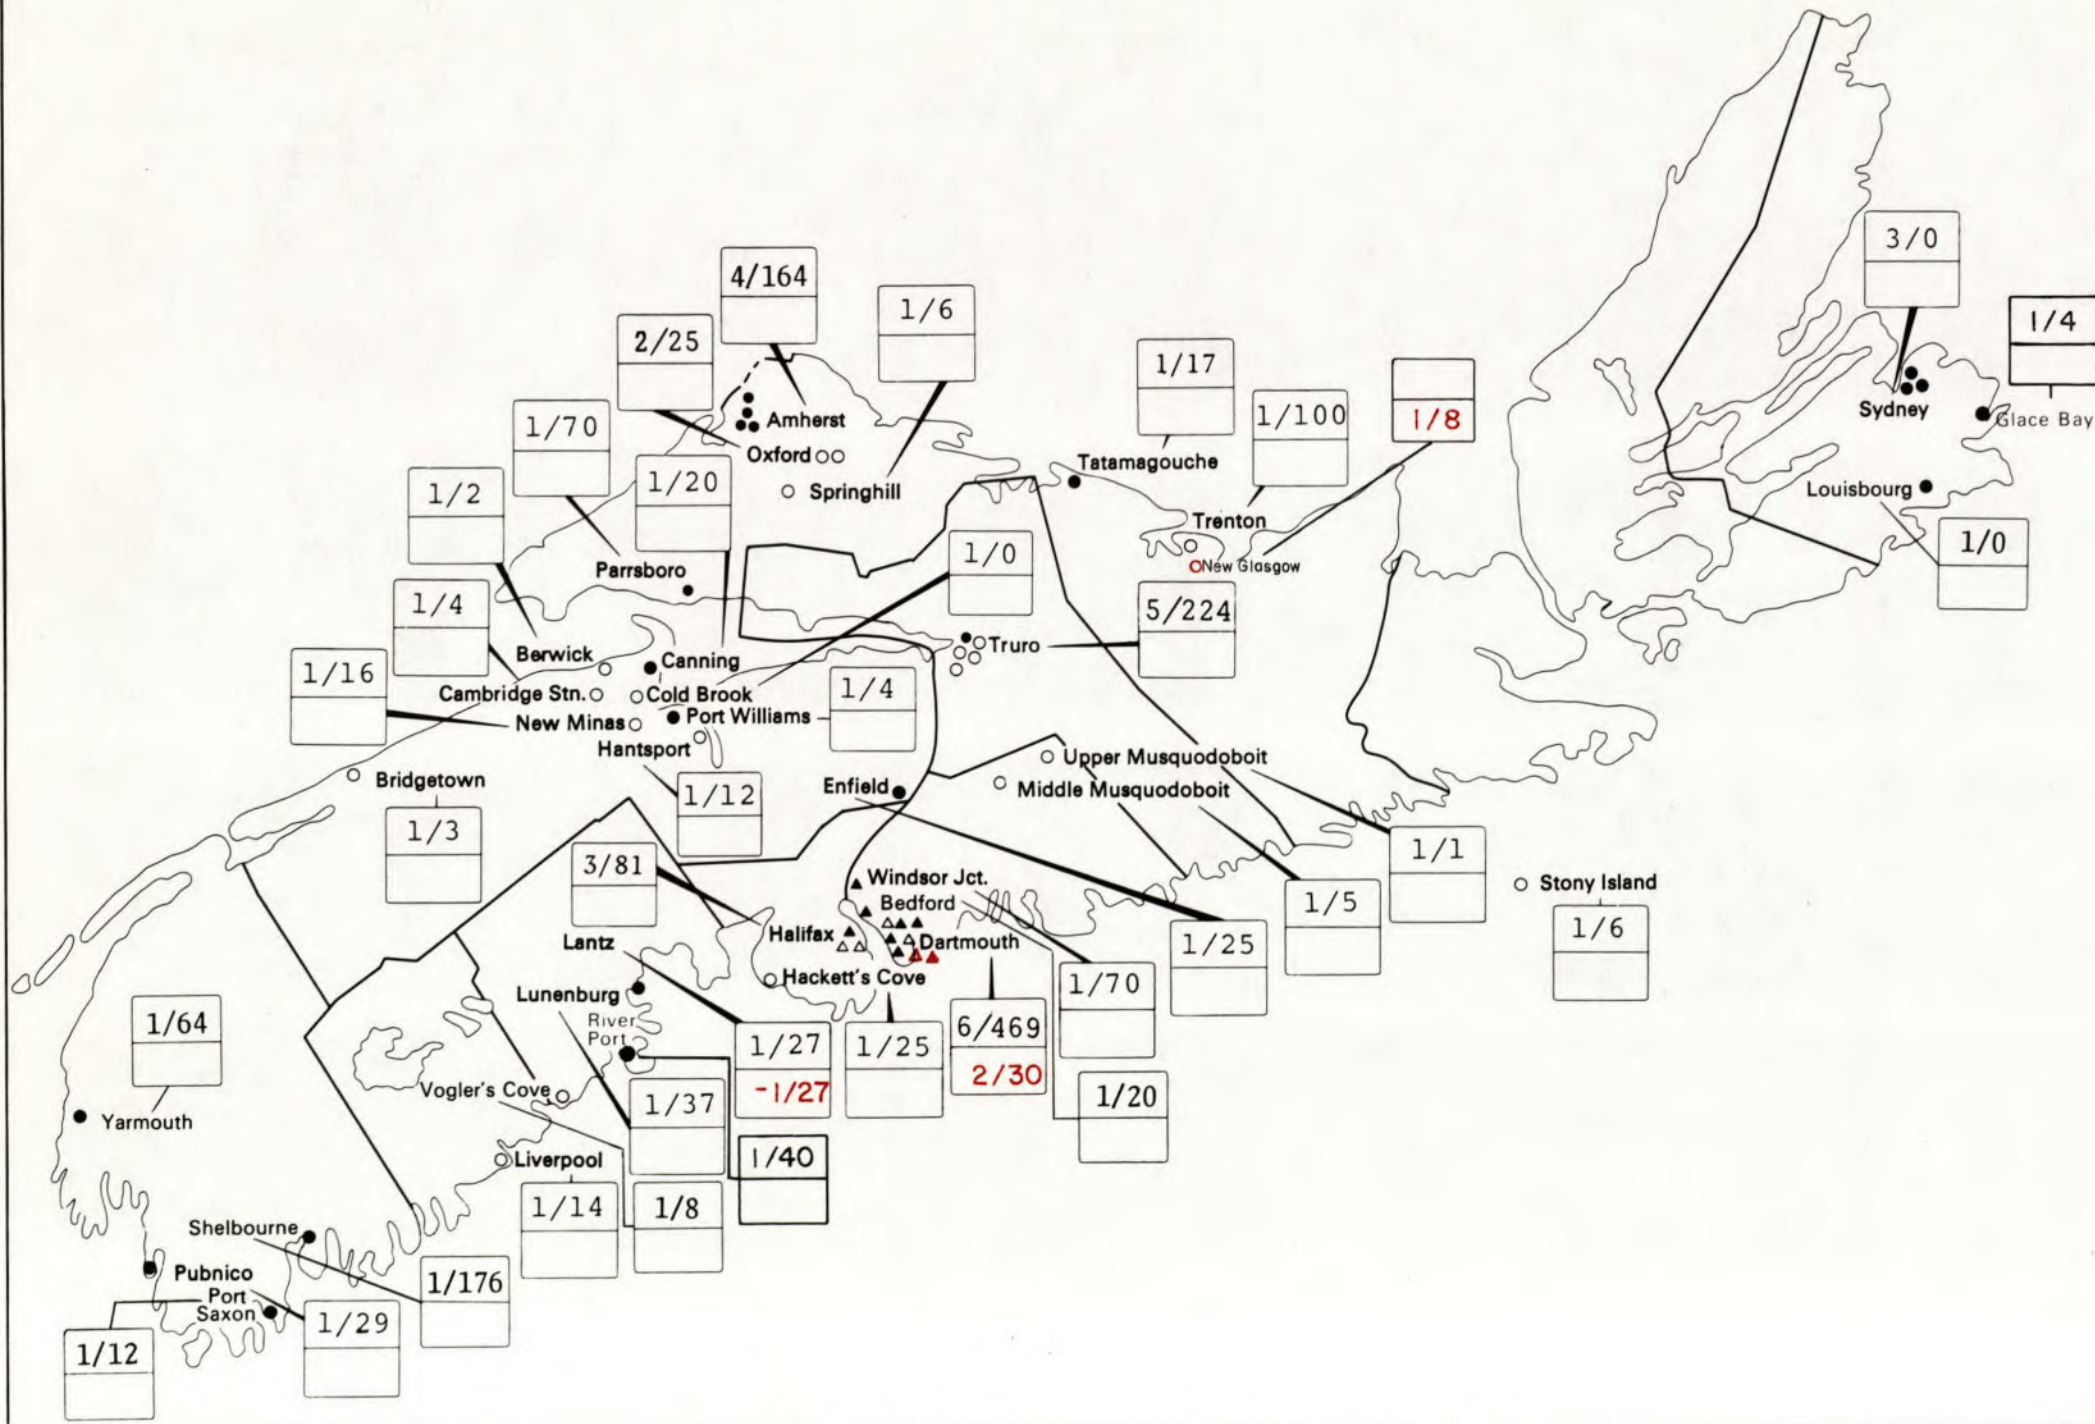 3/0
4/164
1/6
1/4
2/25
1/17
1/8
1/100
1/70
Sydney
Glace Bay
Amherst
Oxford
1/20
Tatamagouche
1/2
Springhill
Louisbourg
Trenton
1/0
1/0
New Glasgow
Parrsboro
1/4
5/224
Truro
Berwick
Canning
1/16
Cambridge Stn.
Cold Brook
1/4
New Minas
Port Williams
Hantsport
Upper Musquodoboit
Bridgetown
Enfield
Middle Musquodoboit
1/12
1/3
1/1
3/81
Windsor Jct.
Stony Island
Bedford
1/5
Halifax
Dartmouth
1/6
Lantz
1/25
Hackett's Cove
1/70
Lunenburg
River
Port
1/64
6/469
2/30
1/27
-1/27
1/25
Vogler's Cove
1/37
1/20
Yarmouth
1/40
Liverpool
1/14
1/8
Shelbourne
Pubnico
1/176
Port
Saxon
1/29
1/12